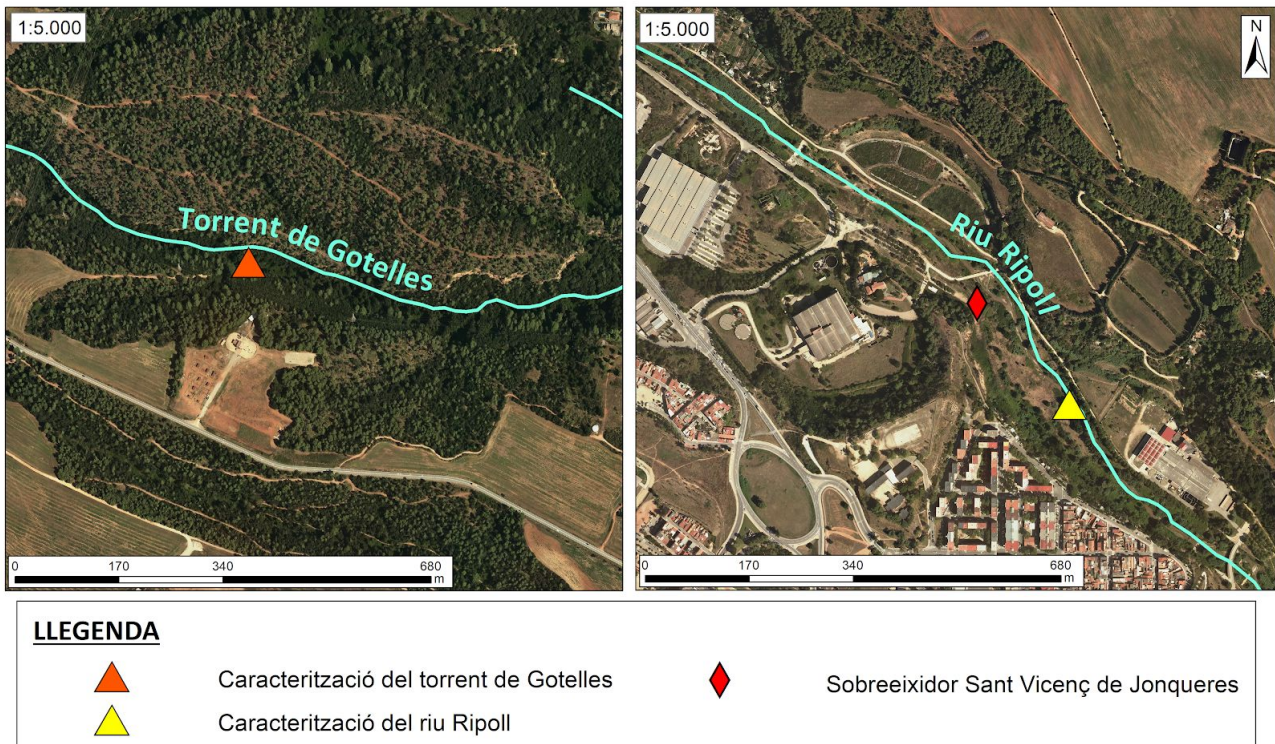 1:5.000
Torrent de Gotelles
0 170 340 680
m
1:5.000
N
Riu Ripoll
0 170 340 680
m
LLEGENDA
Caracterització del torrent de Gotelles
Sobreeixidor Sant Vicenç de Jonqueres
Caracterització del riu Ripoll